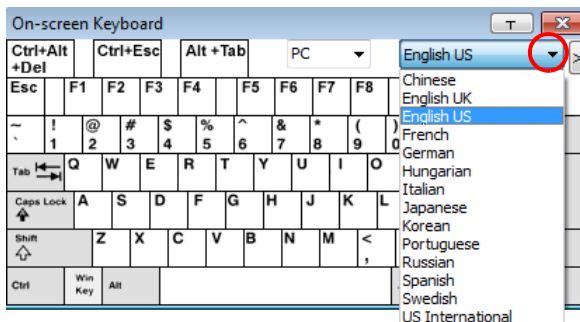 On-screen Keyboard T X
Ctrl+Alt +Del Ctrl+Esc Alt +Tab PC English US >
Esc F1 F2 F3 F4 F5 F6 F7 F8
~ ` ! 1 @ 2 # 3 $ 4 % 5 ^ 6 & 7 * 8 ( 9 ) 0
Tab Q W E R T Y U I O
Caps Lock A S D F G H J K L
Shift Z X C V B N M < ,
Ctrl Win Key Alt
Chinese
English UK
English US
French
German
Hungarian
Italian
Japanese
Korean
Portuguese
Russian
Spanish
Swedish
US International